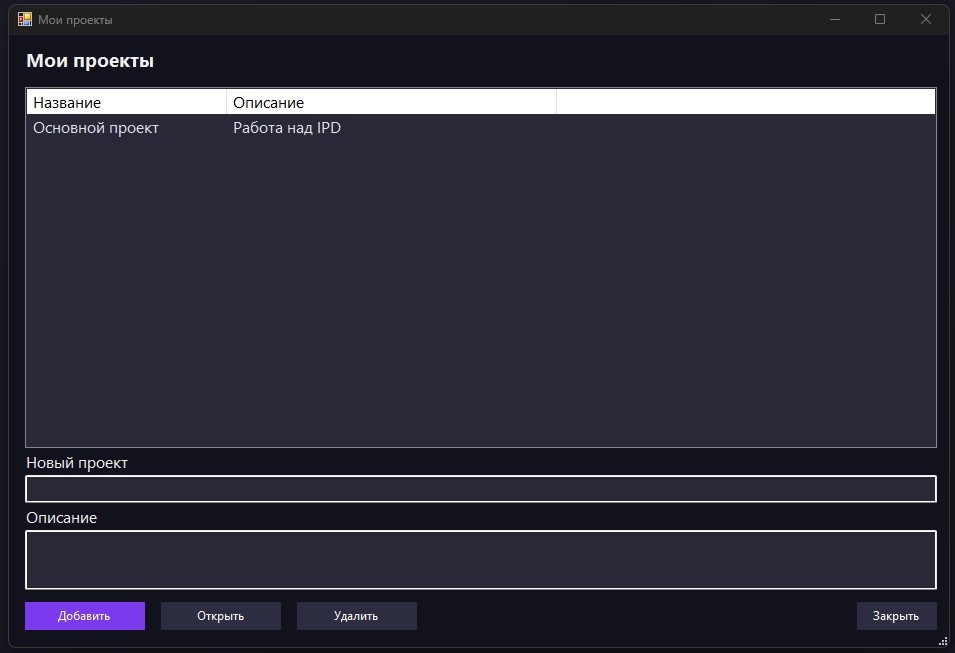 Мои проекты
Мои проекты
Название Описание
Основной проект Работа над IPD
Новый проект
Описание
Добавить Открыть Удалить Закрыть